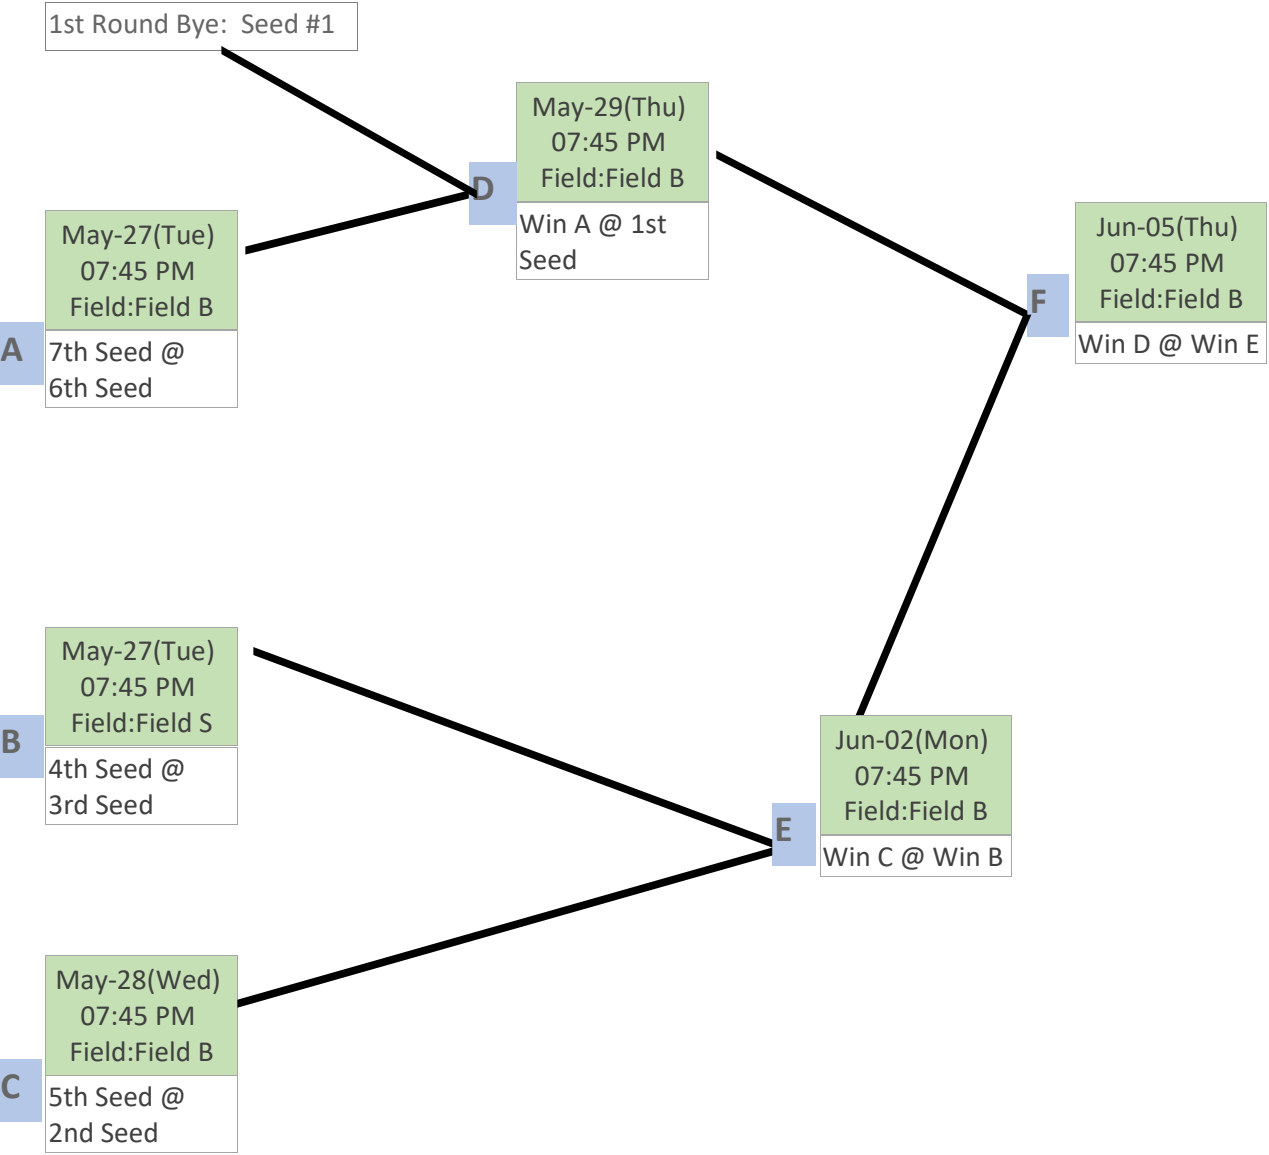 1st Round Bye:  Seed #1
May-29(Thu)
07:45 PM
Field:Field B
D
Win A @ 1st
Seed
May-27(Tue)
07:45 PM
Field:Field B
A
7th Seed @
6th Seed
Jun-05(Thu)
07:45 PM
Field:Field B
F
Win D @ Win E
May-27(Tue)
07:45 PM
Field:Field S
B
4th Seed @
3rd Seed
Jun-02(Mon)
07:45 PM
Field:Field B
E
Win C @ Win B
May-28(Wed)
07:45 PM
Field:Field B
C
5th Seed @
2nd Seed